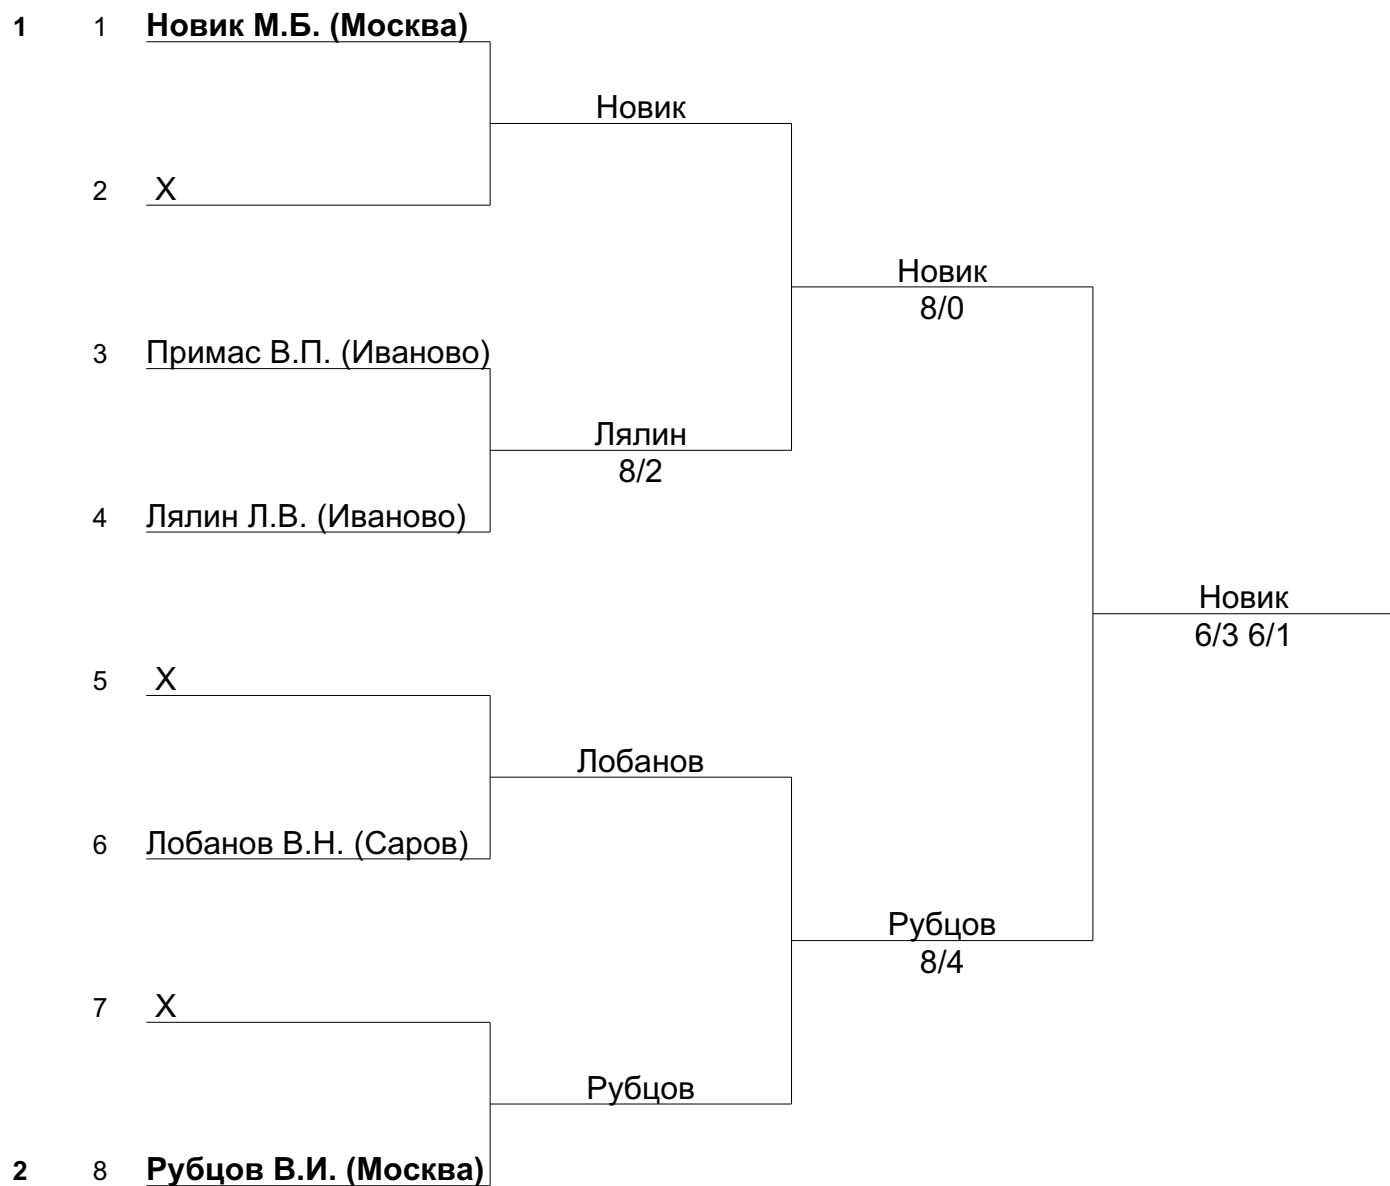 1 1 Новик М.Б. (Москва)
Новик
2 X
Новик
8/0
3 Примас В.П. (Иваново)
Лялин
8/2
4 Лялин Л.В. (Иваново)
Новик
6/3 6/1
5 X
Лобанов
6 Лобанов В.Н. (Саров)
Рубцов
8/4
7 X
Рубцов
2 8 Рубцов В.И. (Москва)